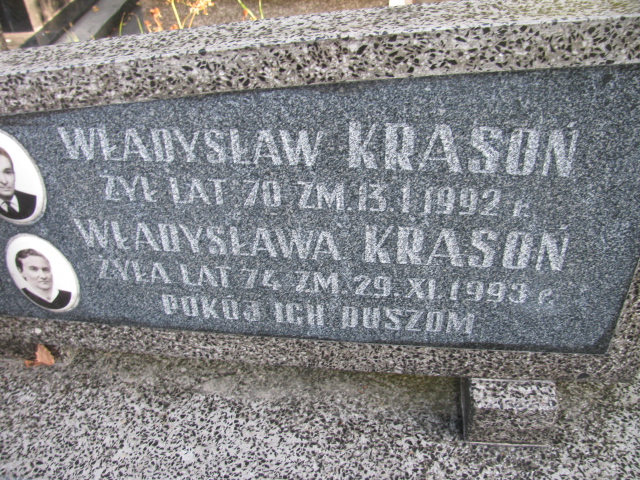 WŁADYSŁAW KRASOŃ
ŻYŁ LAT 70 ZM. 13.I.1992 r.
WŁADYSŁAWA KRASOŃ
ŻYŁA LAT 74 ZM. 29.XI.1993 r.
POKÓJ ICH DUSZOM